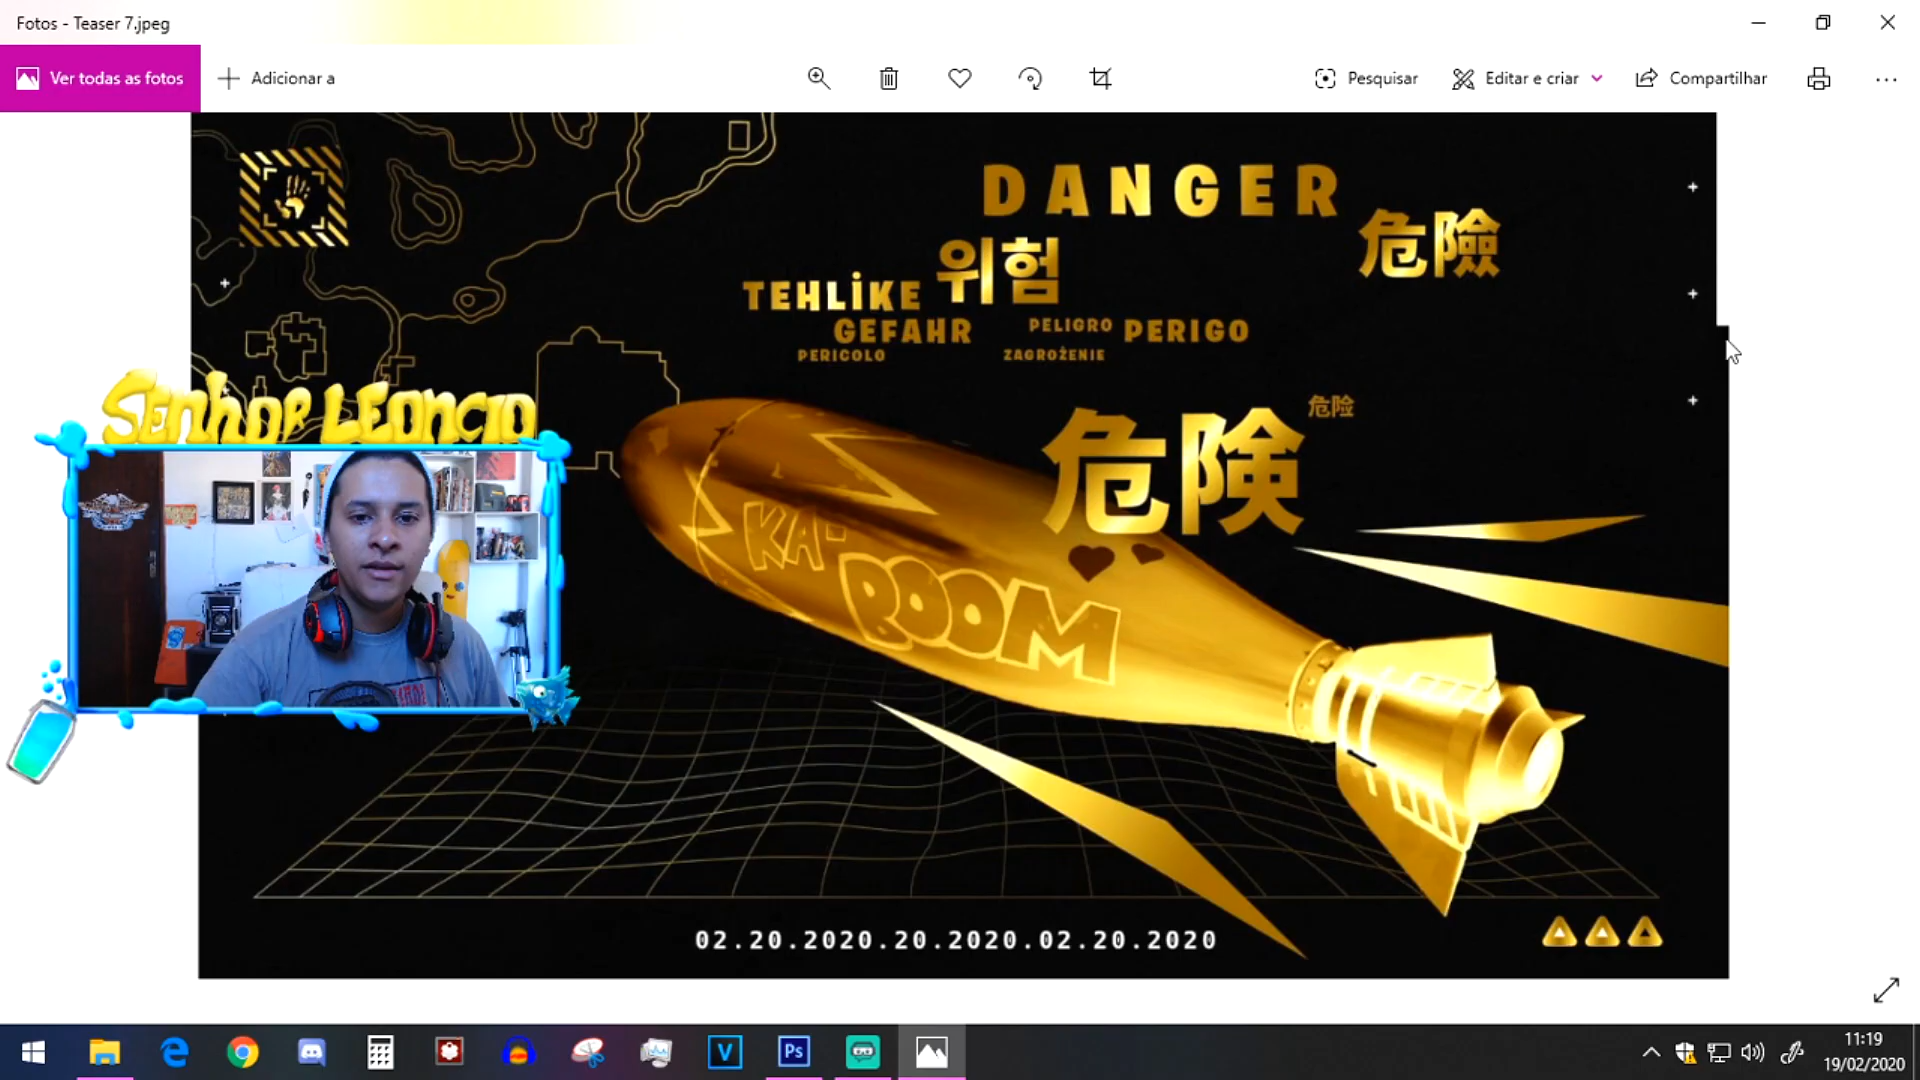 Fotos - Teaser 7.jpeg
Ver todas as fotos
Adicionar a
Pesquisar
Editar e criar
Compartilhar
DANGER
危險
위험
TEHLİKE
GEFAHR
PELIGRO
PERIGO
PERICOLO
ZAGROŻENIE
危険
危险
SENHOR LEONCIO
KA-
BOOM
02.20.2020.20.2020.02.20.2020
V
Ps
11:19
19/02/2020